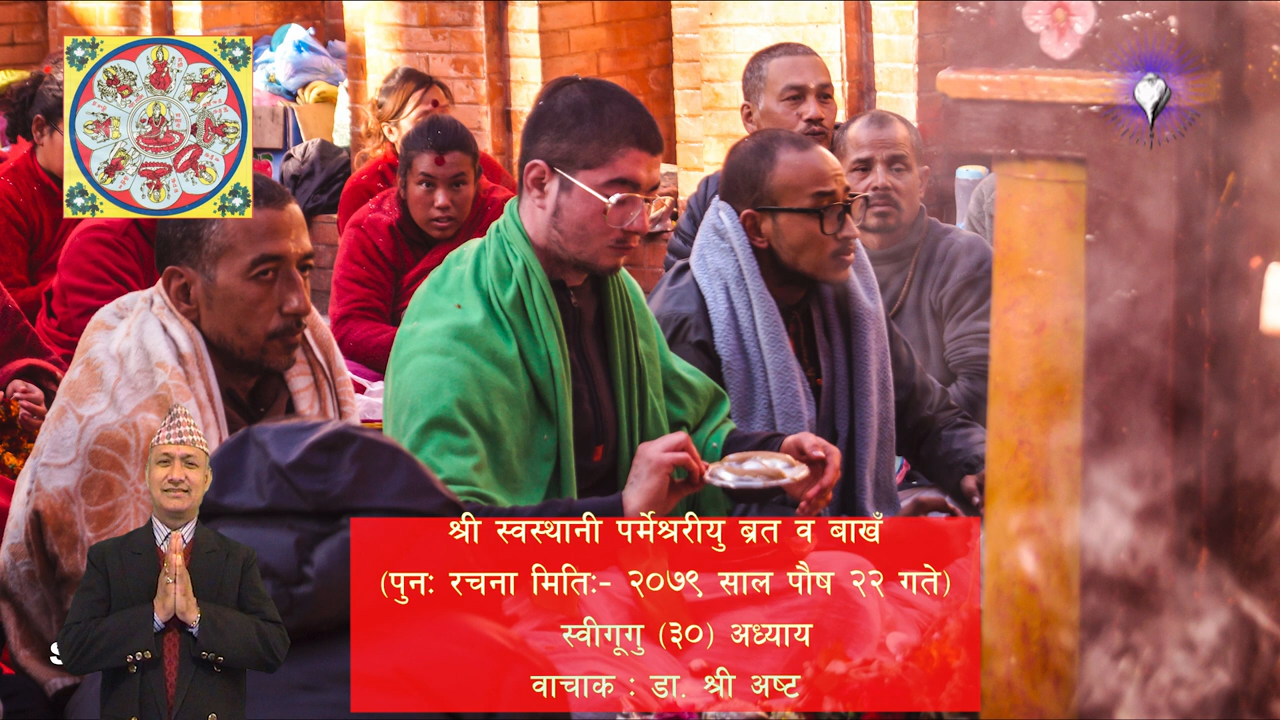 श्री स्वस्थानी पर्मेश्वरीयु ब्रत व बाखँ
(पुनः रचना मितिः- २०७९ साल पौष २२ गते)
स्वीगूगु (३०) अध्याय
वाचाक : डा. श्री अष्ट